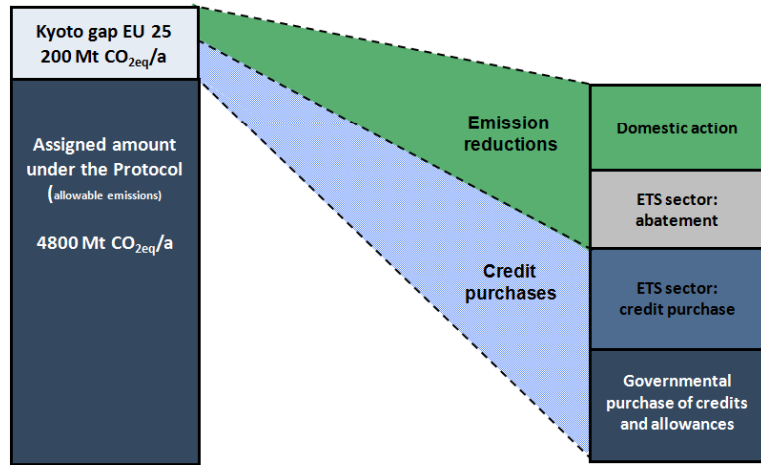 Kyoto gap EU 25
200 Mt CO2eq/a
Assigned amount
under the Protocol
(allowable emissions)
4800 Mt CO2eq/a
Emission
reductions
Credit
purchases
Domestic action
ETS sector:
abatement
ETS sector:
credit purchase
Governmental
purchase of credits
and allowances